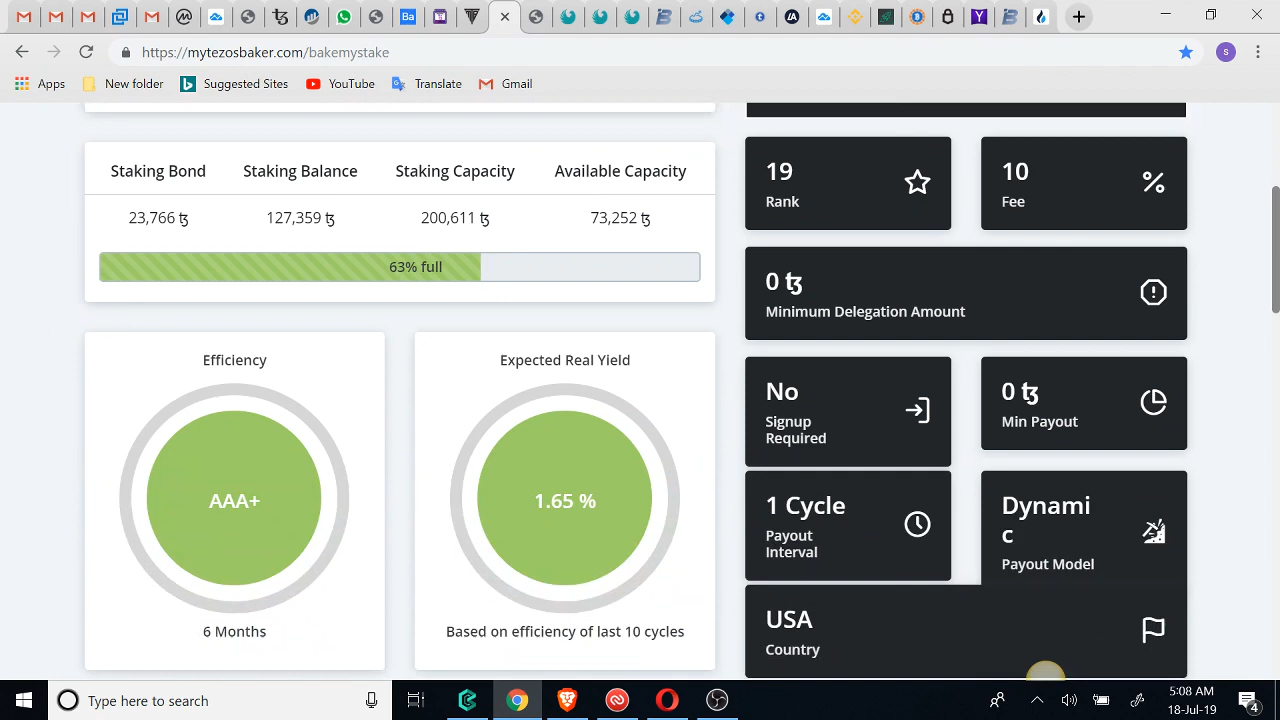 https://mytezosbaker.com/bakemystake
Apps New folder Suggested Sites YouTube Translate Gmail
Staking Bond Staking Balance Staking Capacity Available Capacity
23,766 ꜩ 127,359 ꜩ 200,611 ꜩ 73,252 ꜩ
63% full
Efficiency
AAA+
6 Months
Expected Real Yield
1.65 %
Based on efficiency of last 10 cycles
19
Rank
10
Fee
0 ꜩ
Minimum Delegation Amount
No
Signup
Required
0 ꜩ
Min Payout
1 Cycle
Payout
Interval
Dynami
c
Payout Model
USA
Country
Type here to search
5:08 AM
18-Jul-19
4